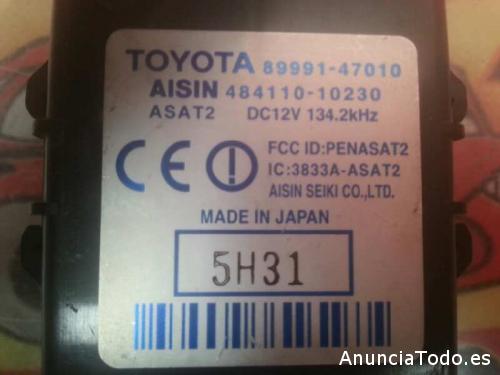 TOYOTA 89991-47010
AISIN 484110-10230
ASAT2 DC12V 134.2kHz
CE FCC ID:PENASAT2
IC:3833A-ASAT2
AISIN SEIKI CO.,LTD.
MADE IN JAPAN
5H31
AnunciaTodo.es